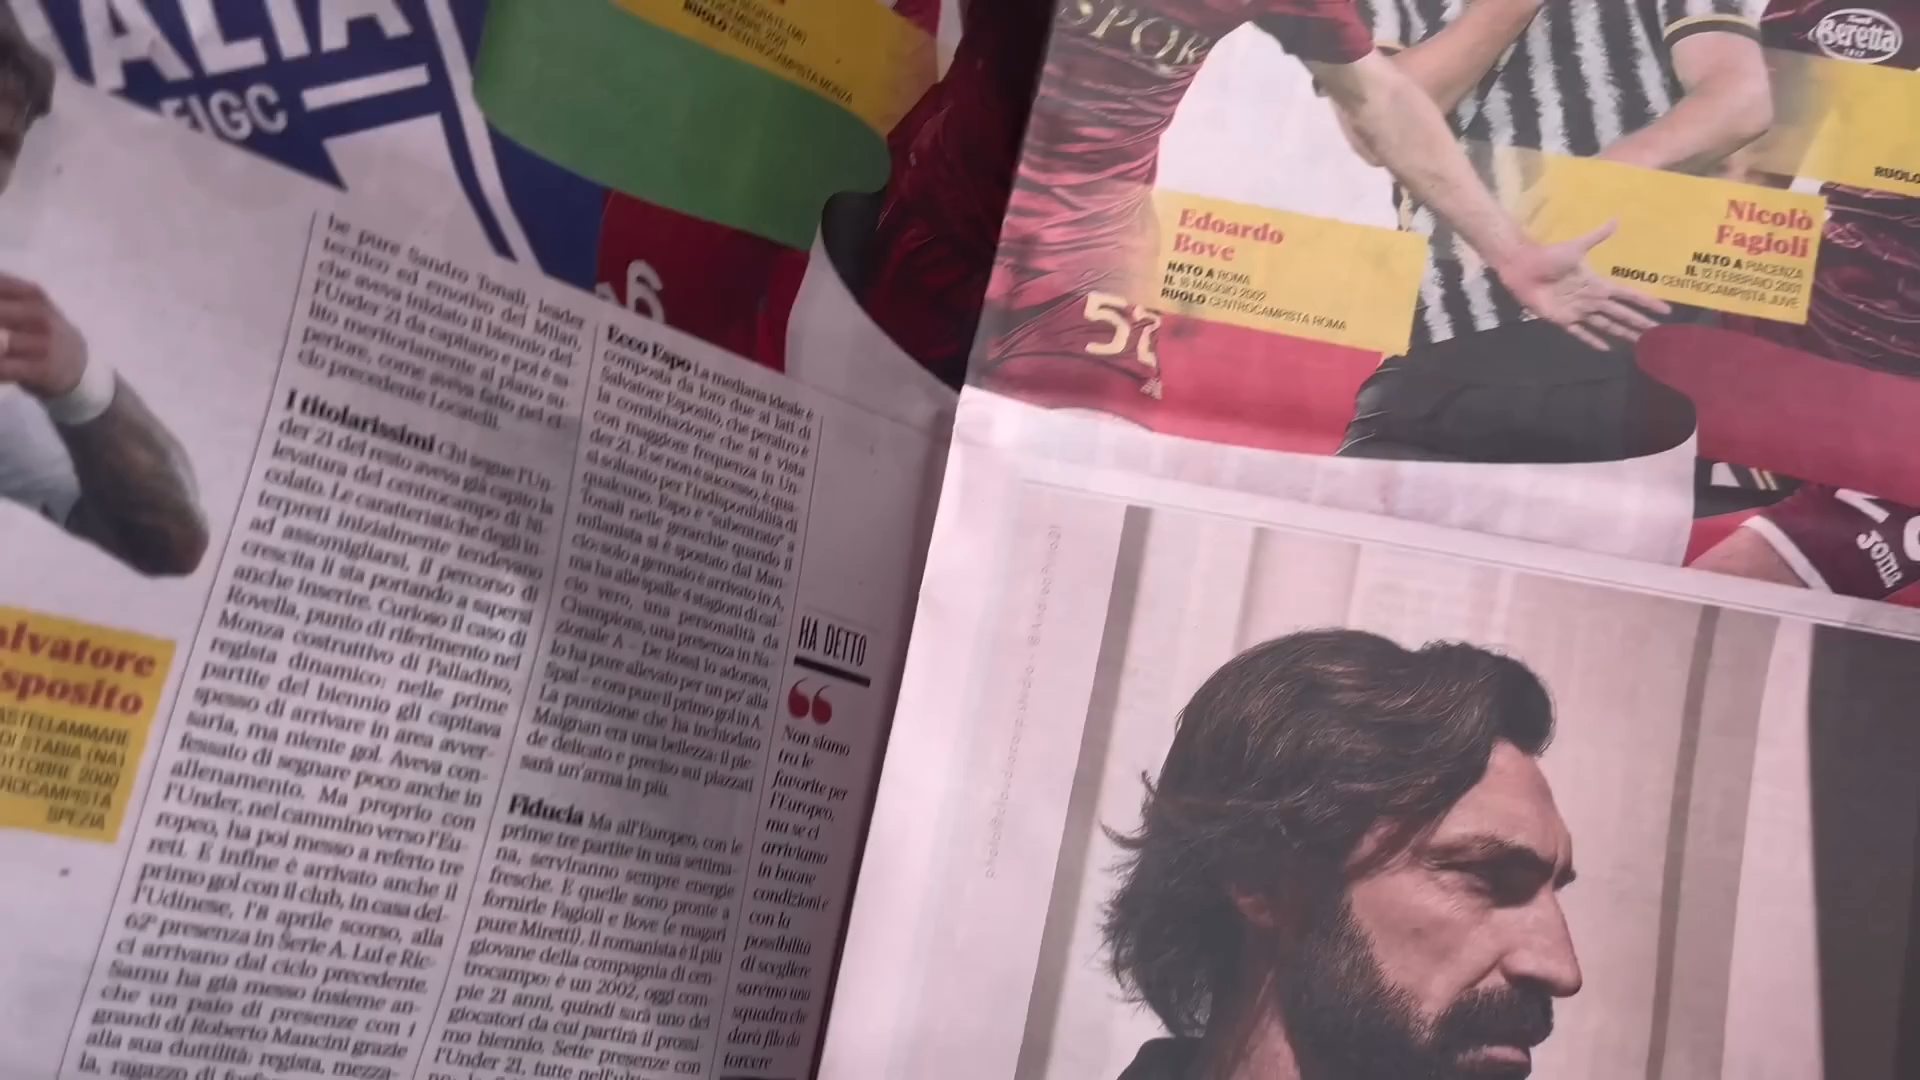 ALIA
FIGC
NATO A SEGRATE (MI)
RUOLO CENTROCAMPISTA MONZA
SPOR
Beretta
RUOLO
Edoardo
Bove
NATO A ROMA
IL 16 MAGGIO 2002
RUOLO CENTROCAMPISTA ROMA
52
Nicolò
Fagioli
NATO A PIACENZA
IL 12 FEBBRAIO 2001
RUOLO CENTROCAMPISTA JUVE
Joma
alvatore
sposito
ASTELLAMMARE
DI STABIA (NA)
OTTOBRE 2000
ROCAMPISTA
SPEZIA
be pure Sandro Tonali, leader
tecnico ed emotivo del Milan,
che aveva iniziato il biennio del-
l'Under 21 da capitano e poi è sa-
lito meritoriamente al piano su-
periore, come aveva fatto nel ci-
clo precedente Locatelli.
I titolarissimi Chi segue l'Un-
der 21 del resto aveva già capito la
levatura del centrocampo di Ni-
colato. Le caratteristiche degli in-
terpreti inizialmente tendevano
ad assomigliarsi, il percorso di
crescita li sta portando a sapersi
anche inserire. Curioso il caso di
Rovella, punto di riferimento nel
Monza costruttivo di Palladino,
regista dinamico: nelle prime
partite del biennio gli capitava
spesso di arrivare in area avver-
saria, ma niente gol. Aveva con-
fessato di segnare poco anche in
allenamento. Ma proprio con
l'Under, nel cammino verso l'Eu-
ropeo, ha poi messo a referto tre
reti. E infine è arrivato anche il
primo gol con il club, in casa del-
l'Udinese, l'8 aprile scorso, alla
62ª presenza in Serie A. Lui e Ric-
ci arrivano dal ciclo precedente.
Samu ha già messo insieme an-
che un paio di presenze con i
grandi di Roberto Mancini grazie
alla sua duttilità: regista, mezza-
la, ragazzo di
Ecco Espo La mediana ideale è
composta da loro due ai lati di
Salvatore Esposito, che peraltro è
la combinazione che si è vista
con maggiore frequenza in Un-
der 21. E se non è successo, è qua-
si soltanto per l'indisponibilità di
qualcuno. Espo è "subentrato" a
Tonali nelle gerarchie quando il
milanista si è spostato dal Man-
cio: solo a gennaio è arrivato in A,
ma ha alle spalle 4 stagioni di cal-
cio vero, una personalità da
Champions, una presenza in Na-
zionale A – De Rossi lo adorava,
lo ha pure allevato per un po' alla
Spal – e ora pure il primo gol in A.
La punizione che ha inchiodato
Maignan era una bellezza: il pie-
de delicato e preciso sui piazzati
sarà un'arma in più.
Fiducia Ma all'Europeo, con le
prime tre partite in una settima-
na, serviranno sempre energie
fresche. E quelle sono pronte a
fornirle Fagioli e Bove (e magari
pure Miretti). Il romanista è il più
giovane della compagnia di cen-
trocampo: è un 2002, oggi com-
pie 21 anni, quindi sarà uno dei
giocatori da cui partirà il prossi-
mo biennio. Sette presenze con
l'Under 21, tutte
HA DETTO
“
Non siamo
tra le
favorite per
l'Europeo,
ma se ci
arriviamo
in buone
condizioni e
con la
possibilità
di scegliere
saremo una
squadra che
darà filo da
torcere